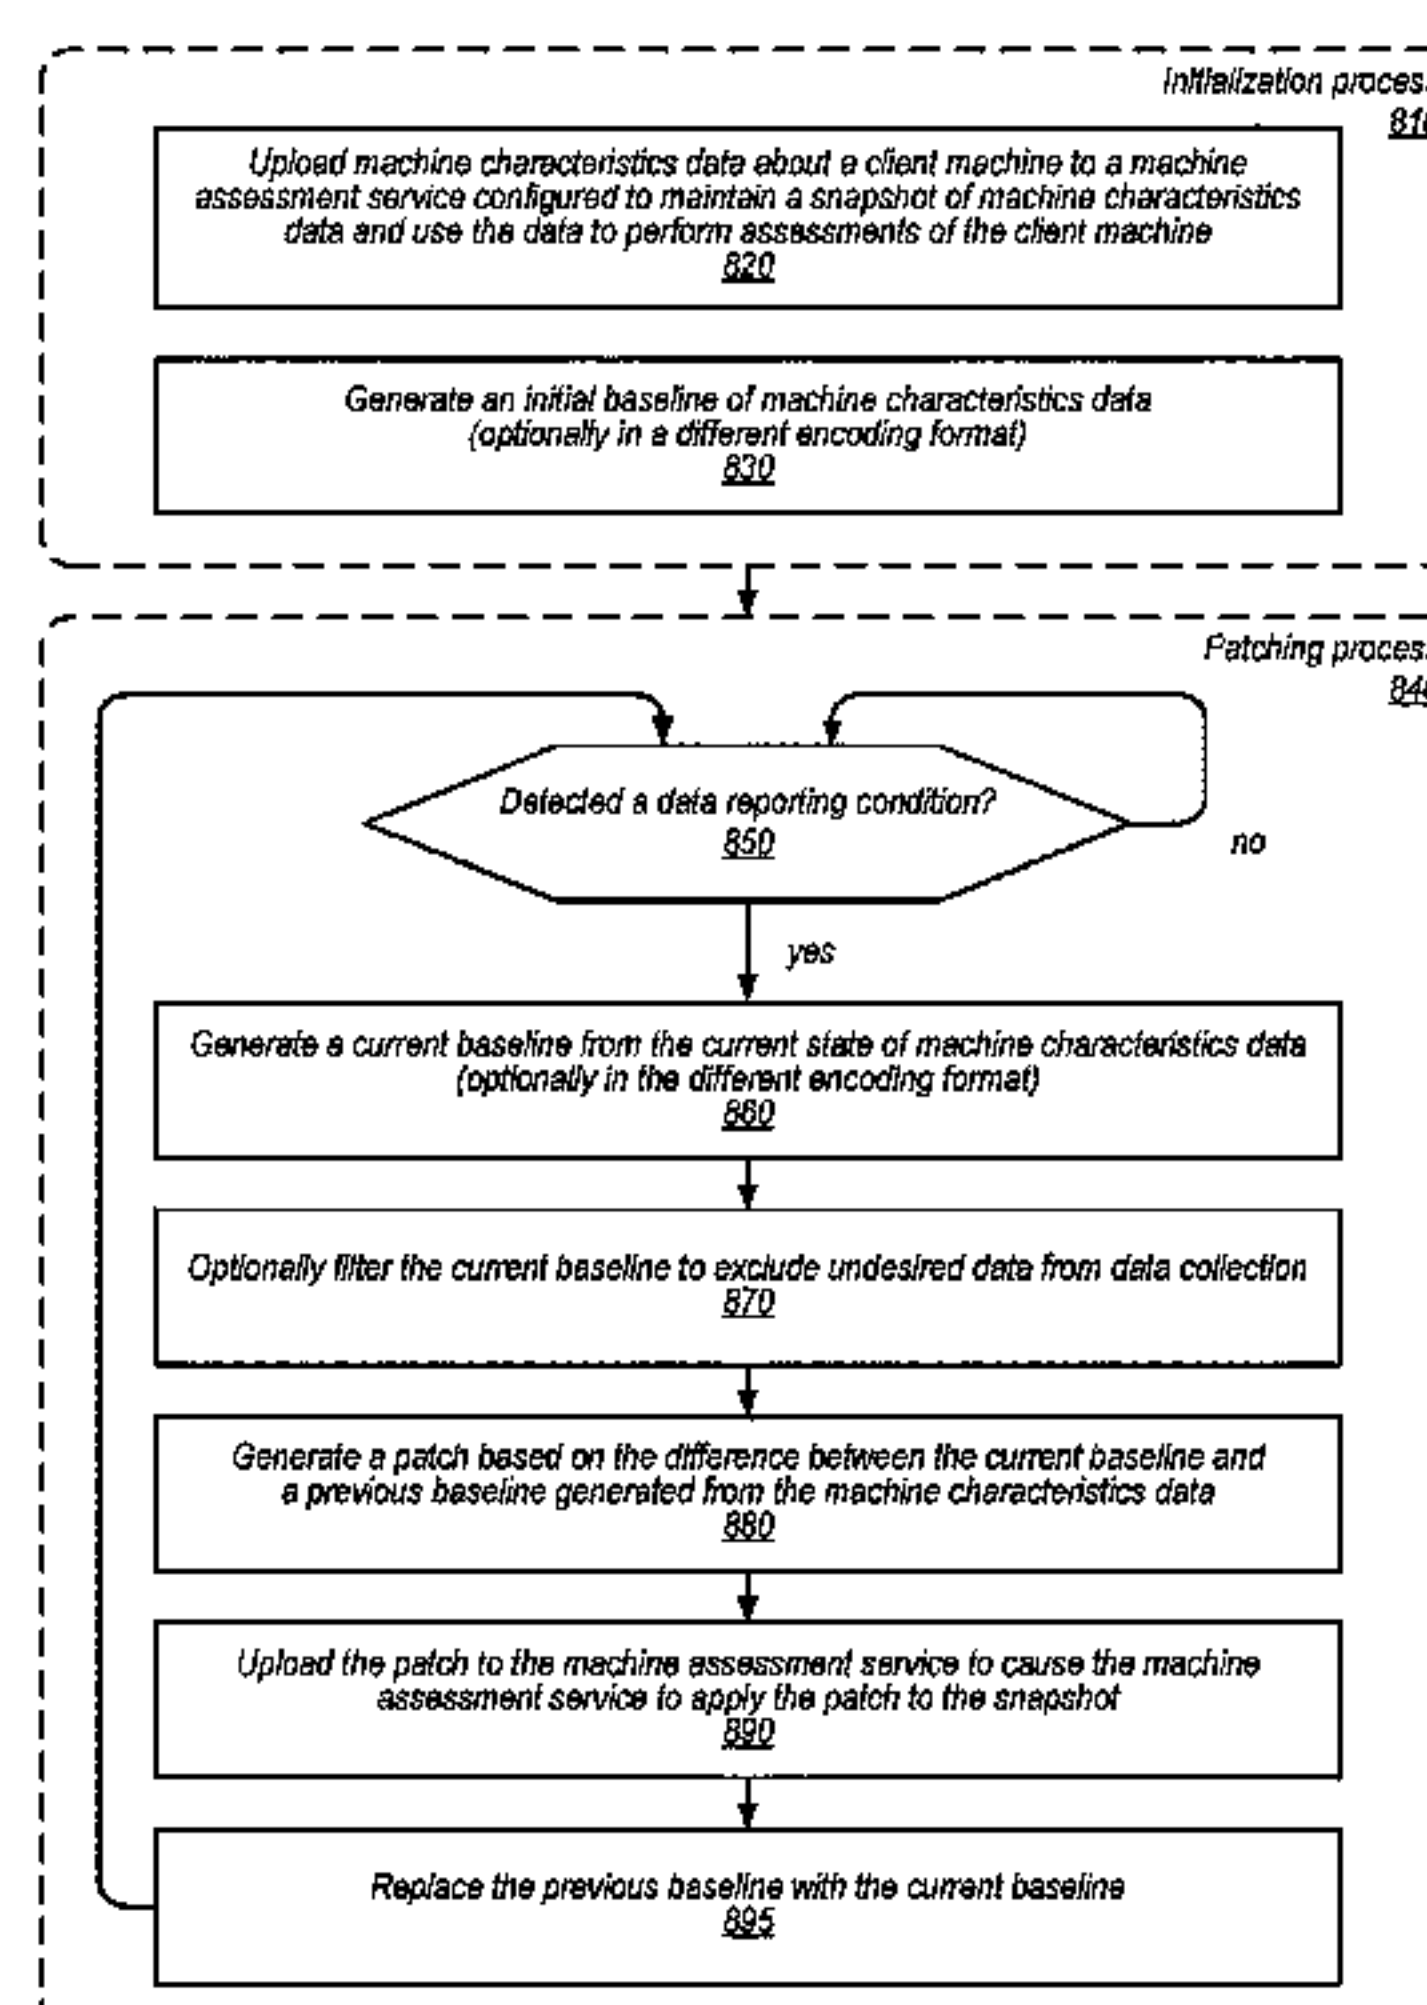 Initialization proces
81
Upload machine characteristics data about a client machine to a machine
assessment service configured to maintain a snapshot of machine characteristics
data and use the data to perform assessments of the client machine
820
Generate an initial baseline of machine characteristics data
(optionally in a different encoding format)
830
Patching proces
84
Detected a data reporting condition?
850
no
yes
Generate a current baseline from the current state of machine characteristics data
(optionally in the different encoding format)
860
Optionally filter the current baseline to exclude undesired data from data collection
870
Generate a patch based on the difference between the current baseline and
a previous baseline generated from the machine characteristics data
880
Upload the patch to the machine assessment service to cause the machine
assessment service to apply the patch to the snapshot
890
Replace the previous baseline with the current baseline
895